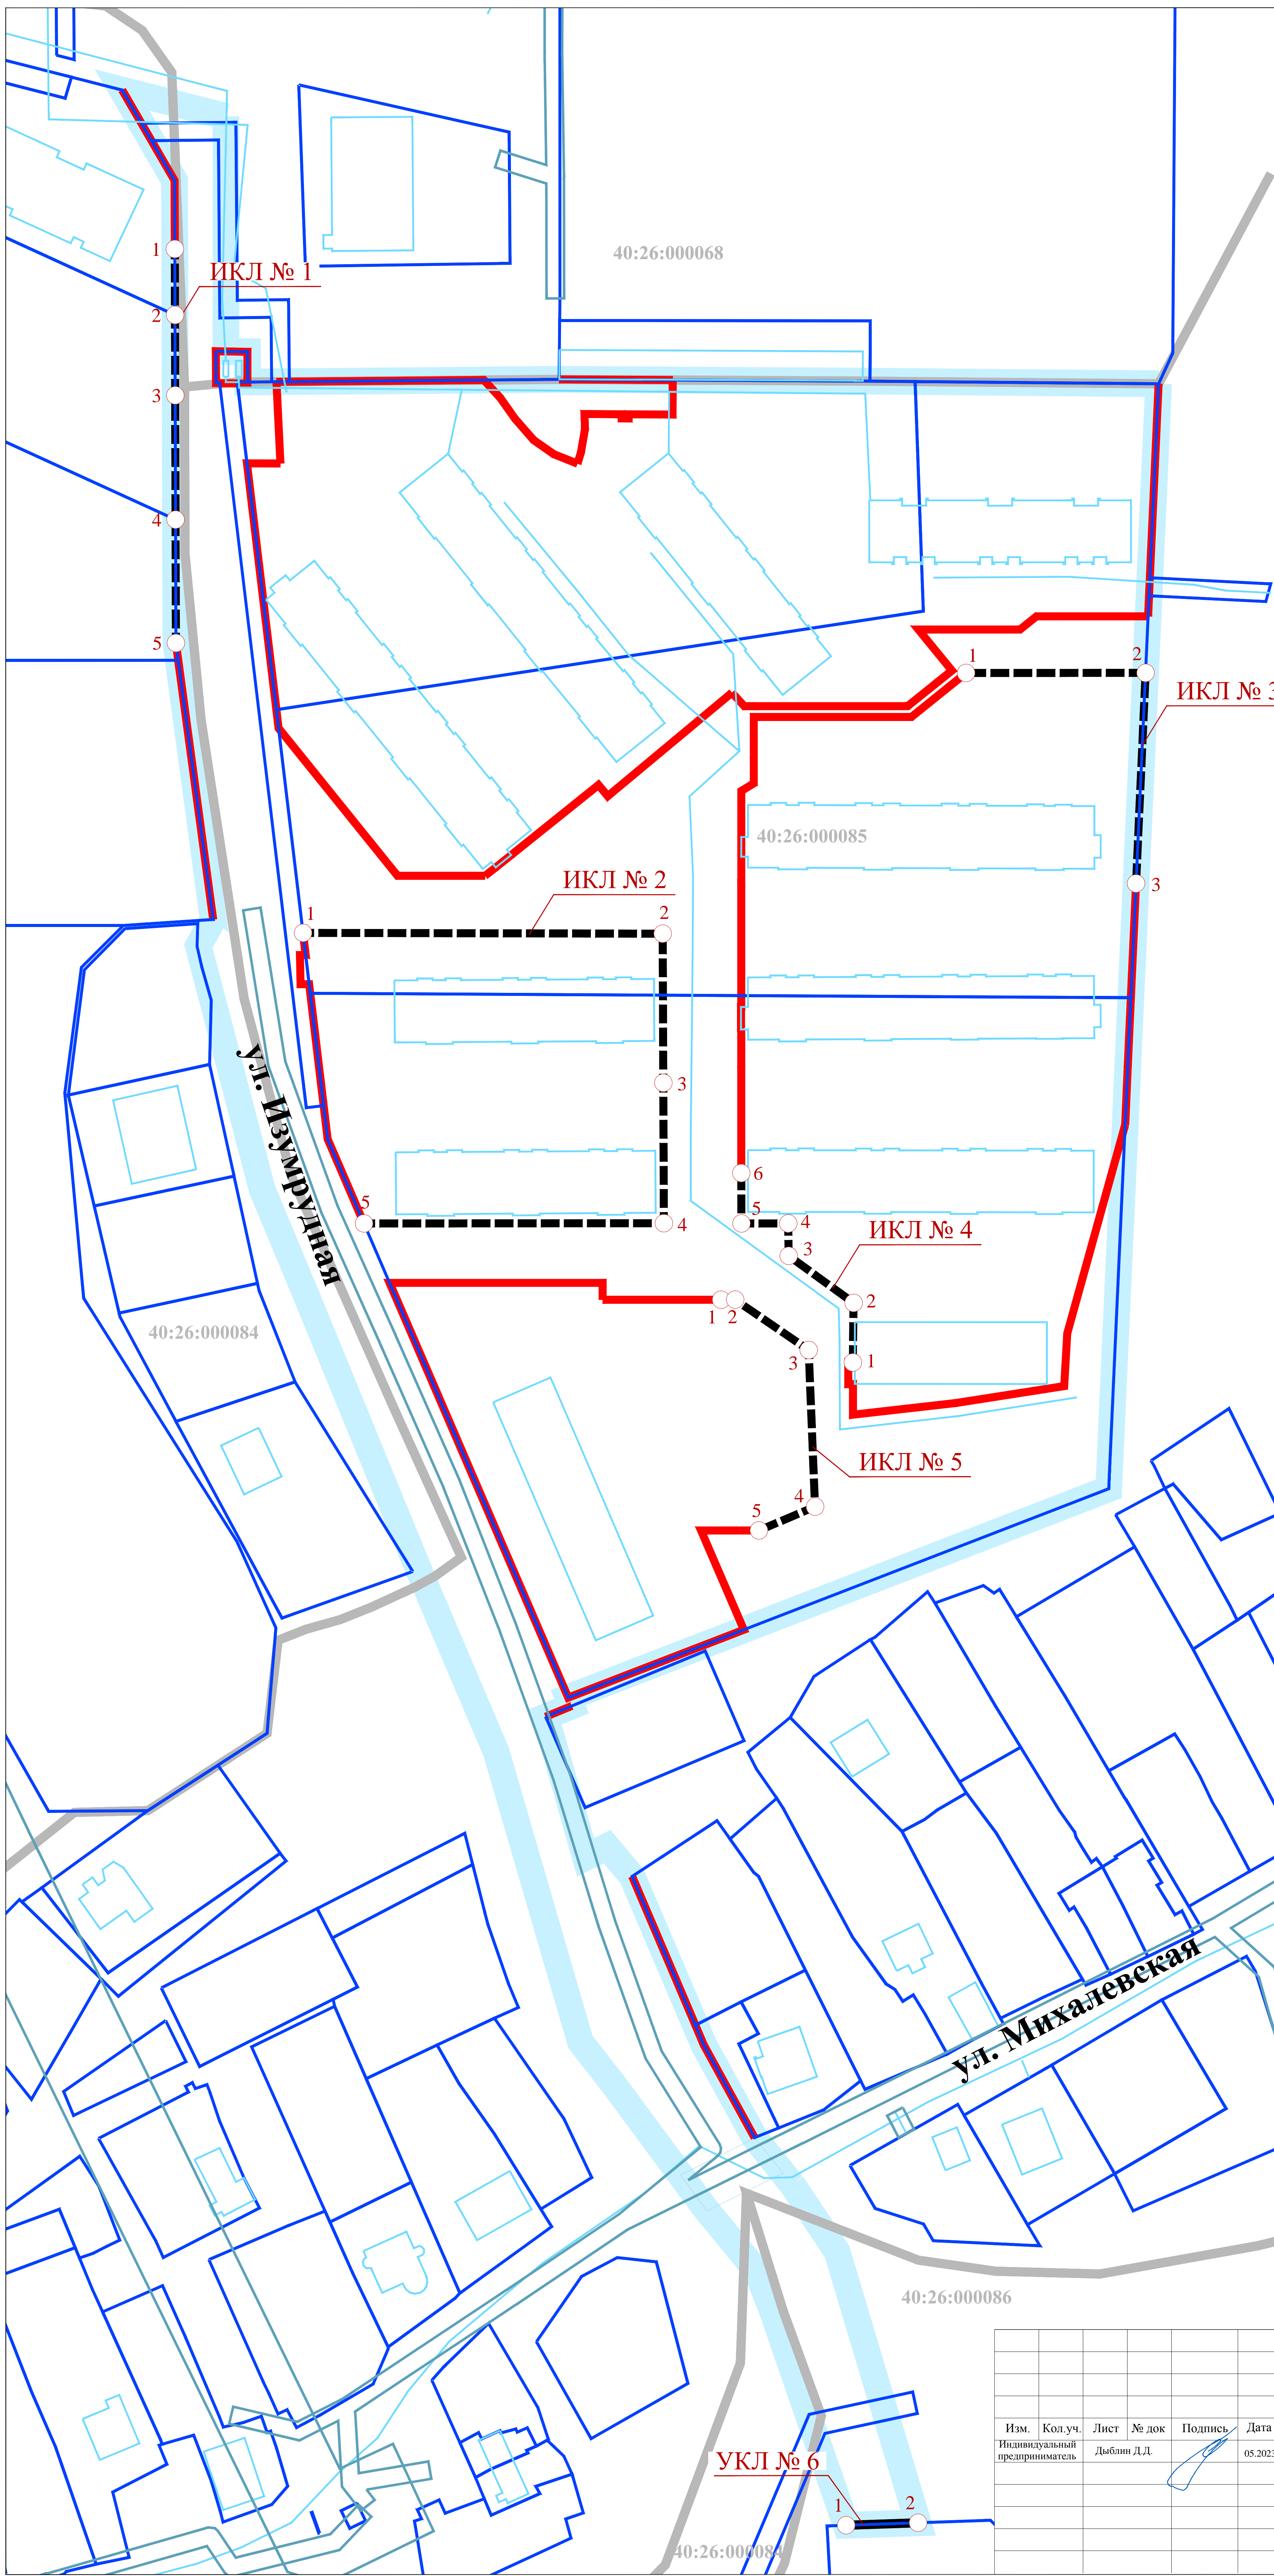 40:26:000068
1
ИКЛ № 1
2
3
4
5
1
2
ИКЛ № 3
40:26:000085
ИКЛ № 2
3
1
2
ул. Изумрудная
3
6
5
4
5
4
ИКЛ № 4
3
2
1
2
40:26:000084
3
1
ИКЛ № 5
4
5
ул. Михалевская
40:26:000086
Изм. Кол.уч. Лист № док Подпись Дата
Индивидуальный
предприниматель Дыблин Д.Д. 05.2023
УКЛ № 6
1
2
40:26:000084